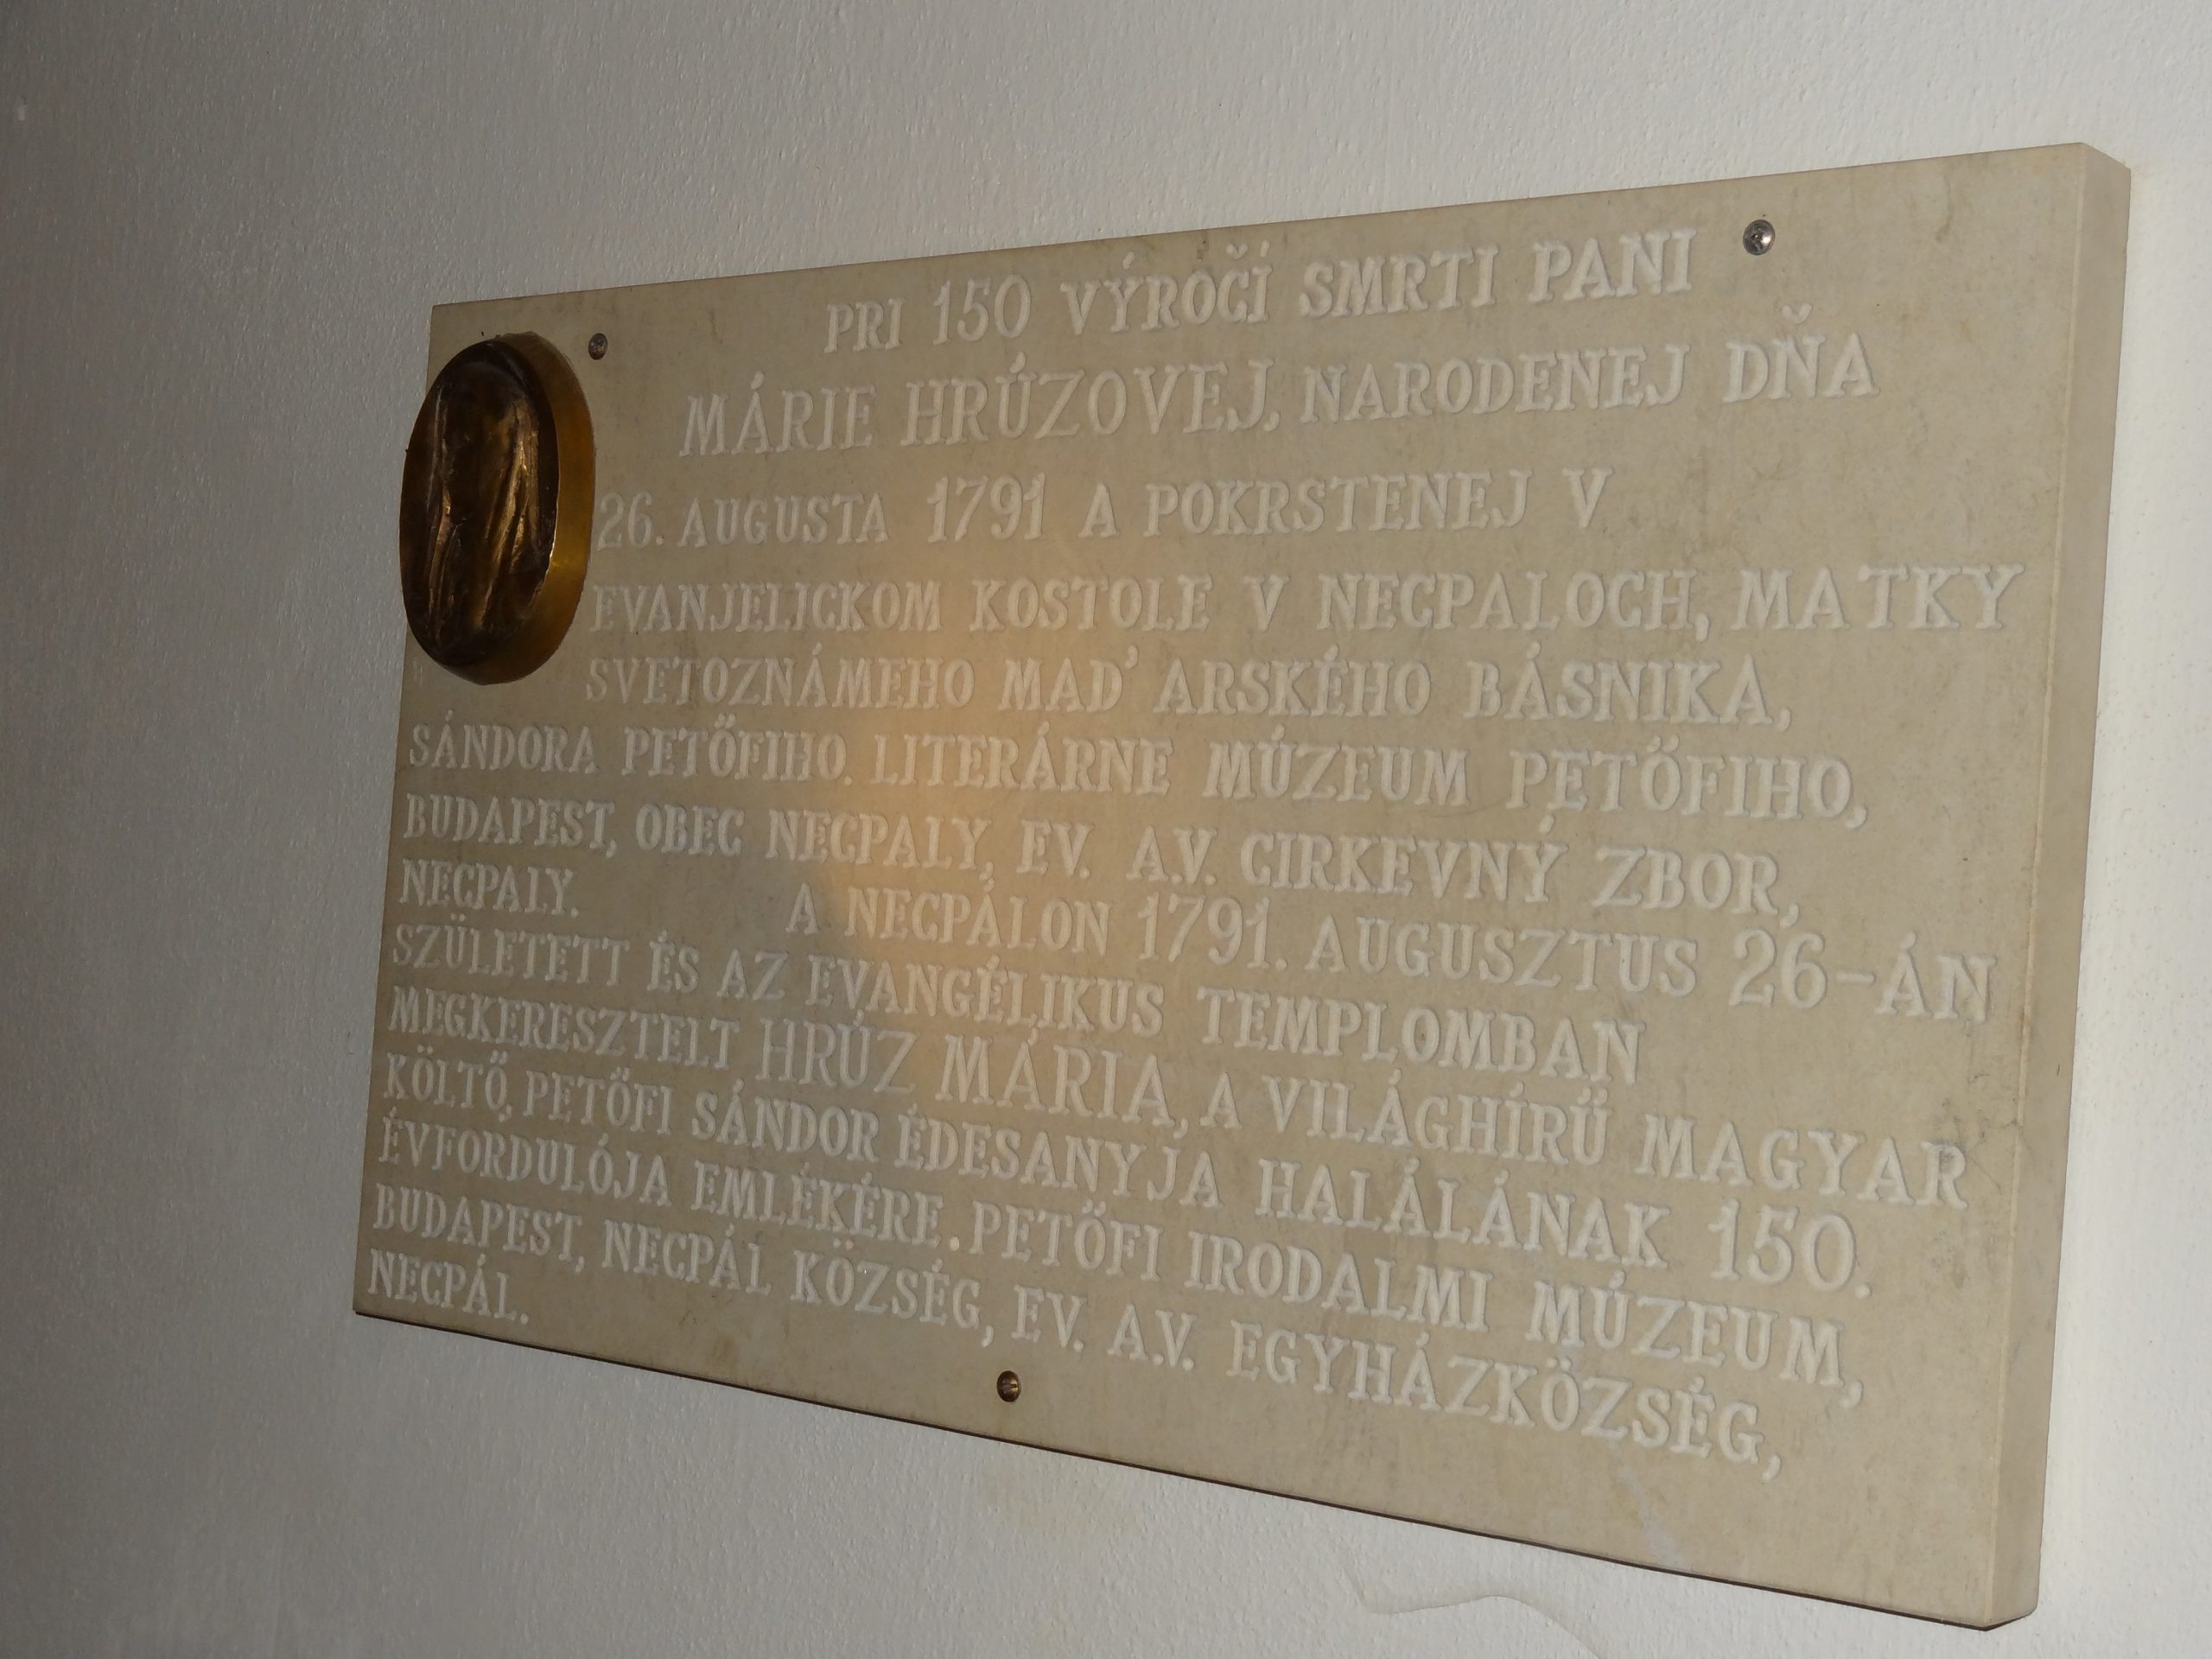 PRI 150 VÝROČÍ SMRTI PANI
MÁRIE HRÚZOVEJ, NARODENEJ DŇA
26. AUGUSTA 1791 A POKRSTENEJ V
EVANJELICKOM KOSTOLE V NECPALOCH, MATKY
SVETOZNÁMEHO MAĎARSKÉHO BÁSNIKA,
SÁNDORA PETŐFIHO. LITERÁRNE MÚZEUM PETŐFIHO,
BUDAPEST, OBEC NECPALY, EV. A.V. CIRKEVNÝ ZBOR,
NECPALY. A NECPÁLON 1791. AUGUSZTUS 26-ÁN
SZÜLETETT ÉS AZ EVANGÉLIKUS TEMPLOMBAN
MEGKERESZTELT HRÚZ MÁRIA, A VILÁGHÍRŰ MAGYAR
KÖLTŐ, PETŐFI SÁNDOR ÉDESANYJA HALÁLÁNAK 150.
ÉVFORDULÓJA EMLÉKÉRE. PETŐFI IRODALMI MÚZEUM,
BUDAPEST, NECPÁL KÖZSÉG, EV. A.V. EGYHÁZKÖZSÉG,
NECPÁL.